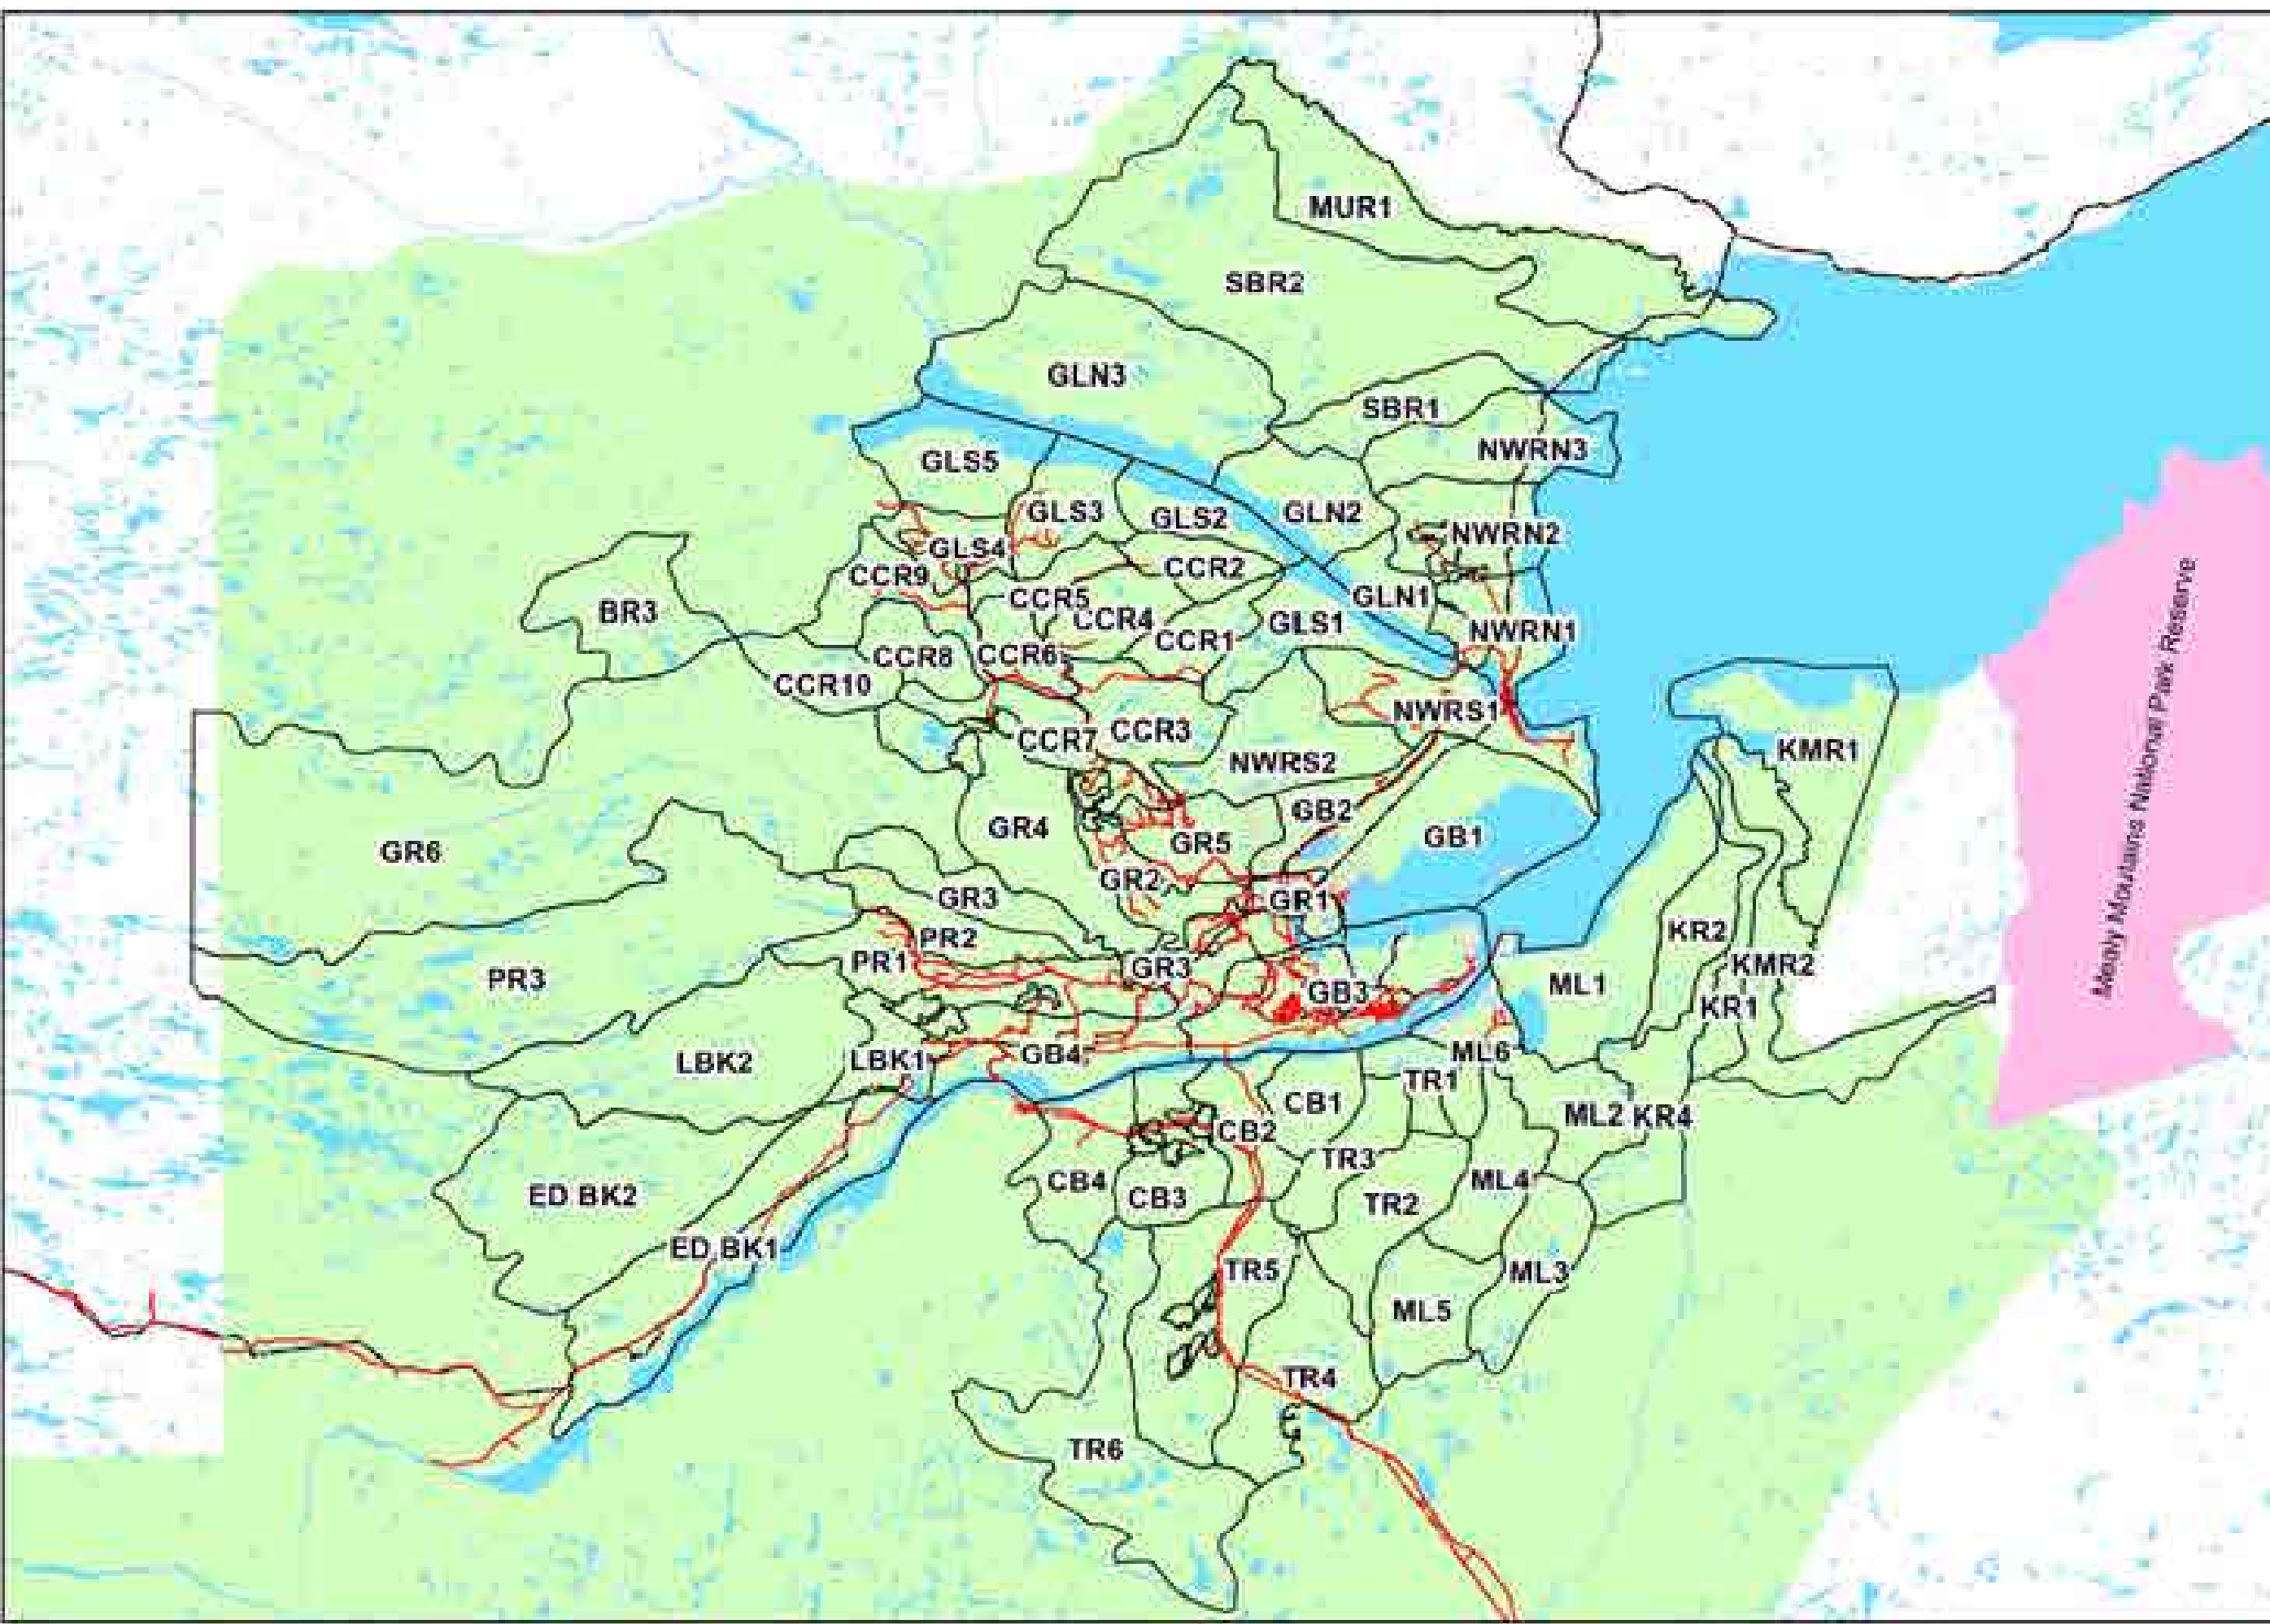 MUR1
SBR2
GLN3
SBR1
NWRN3
GLS5
GLS3
GLS2
GLN2
NWRN2
GLS4
CCR9
CCR2
CCR5
CCR4
GLN1
BR3
GLS1
NWRN1
CCR1
CCR8
CCR6
CCR10
NWRS1
CCR7
CCR3
KMR1
NWRS2
GB2
GR4
GB1
GR5
GR6
GR2
GR3
GR1
KR2
PR2
PR1
GR3
KMR2
PR3
ML1
GB3
KR1
LBK2
LBK1
GB4
ML6
TR1
CB1
ML2
KR4
CB2
TR3
CB4
ML4
ED BK2
CB3
TR2
ED BK1
TR5
ML3
ML5
TR4
TR6
Mealy Moutains National Park Reserve